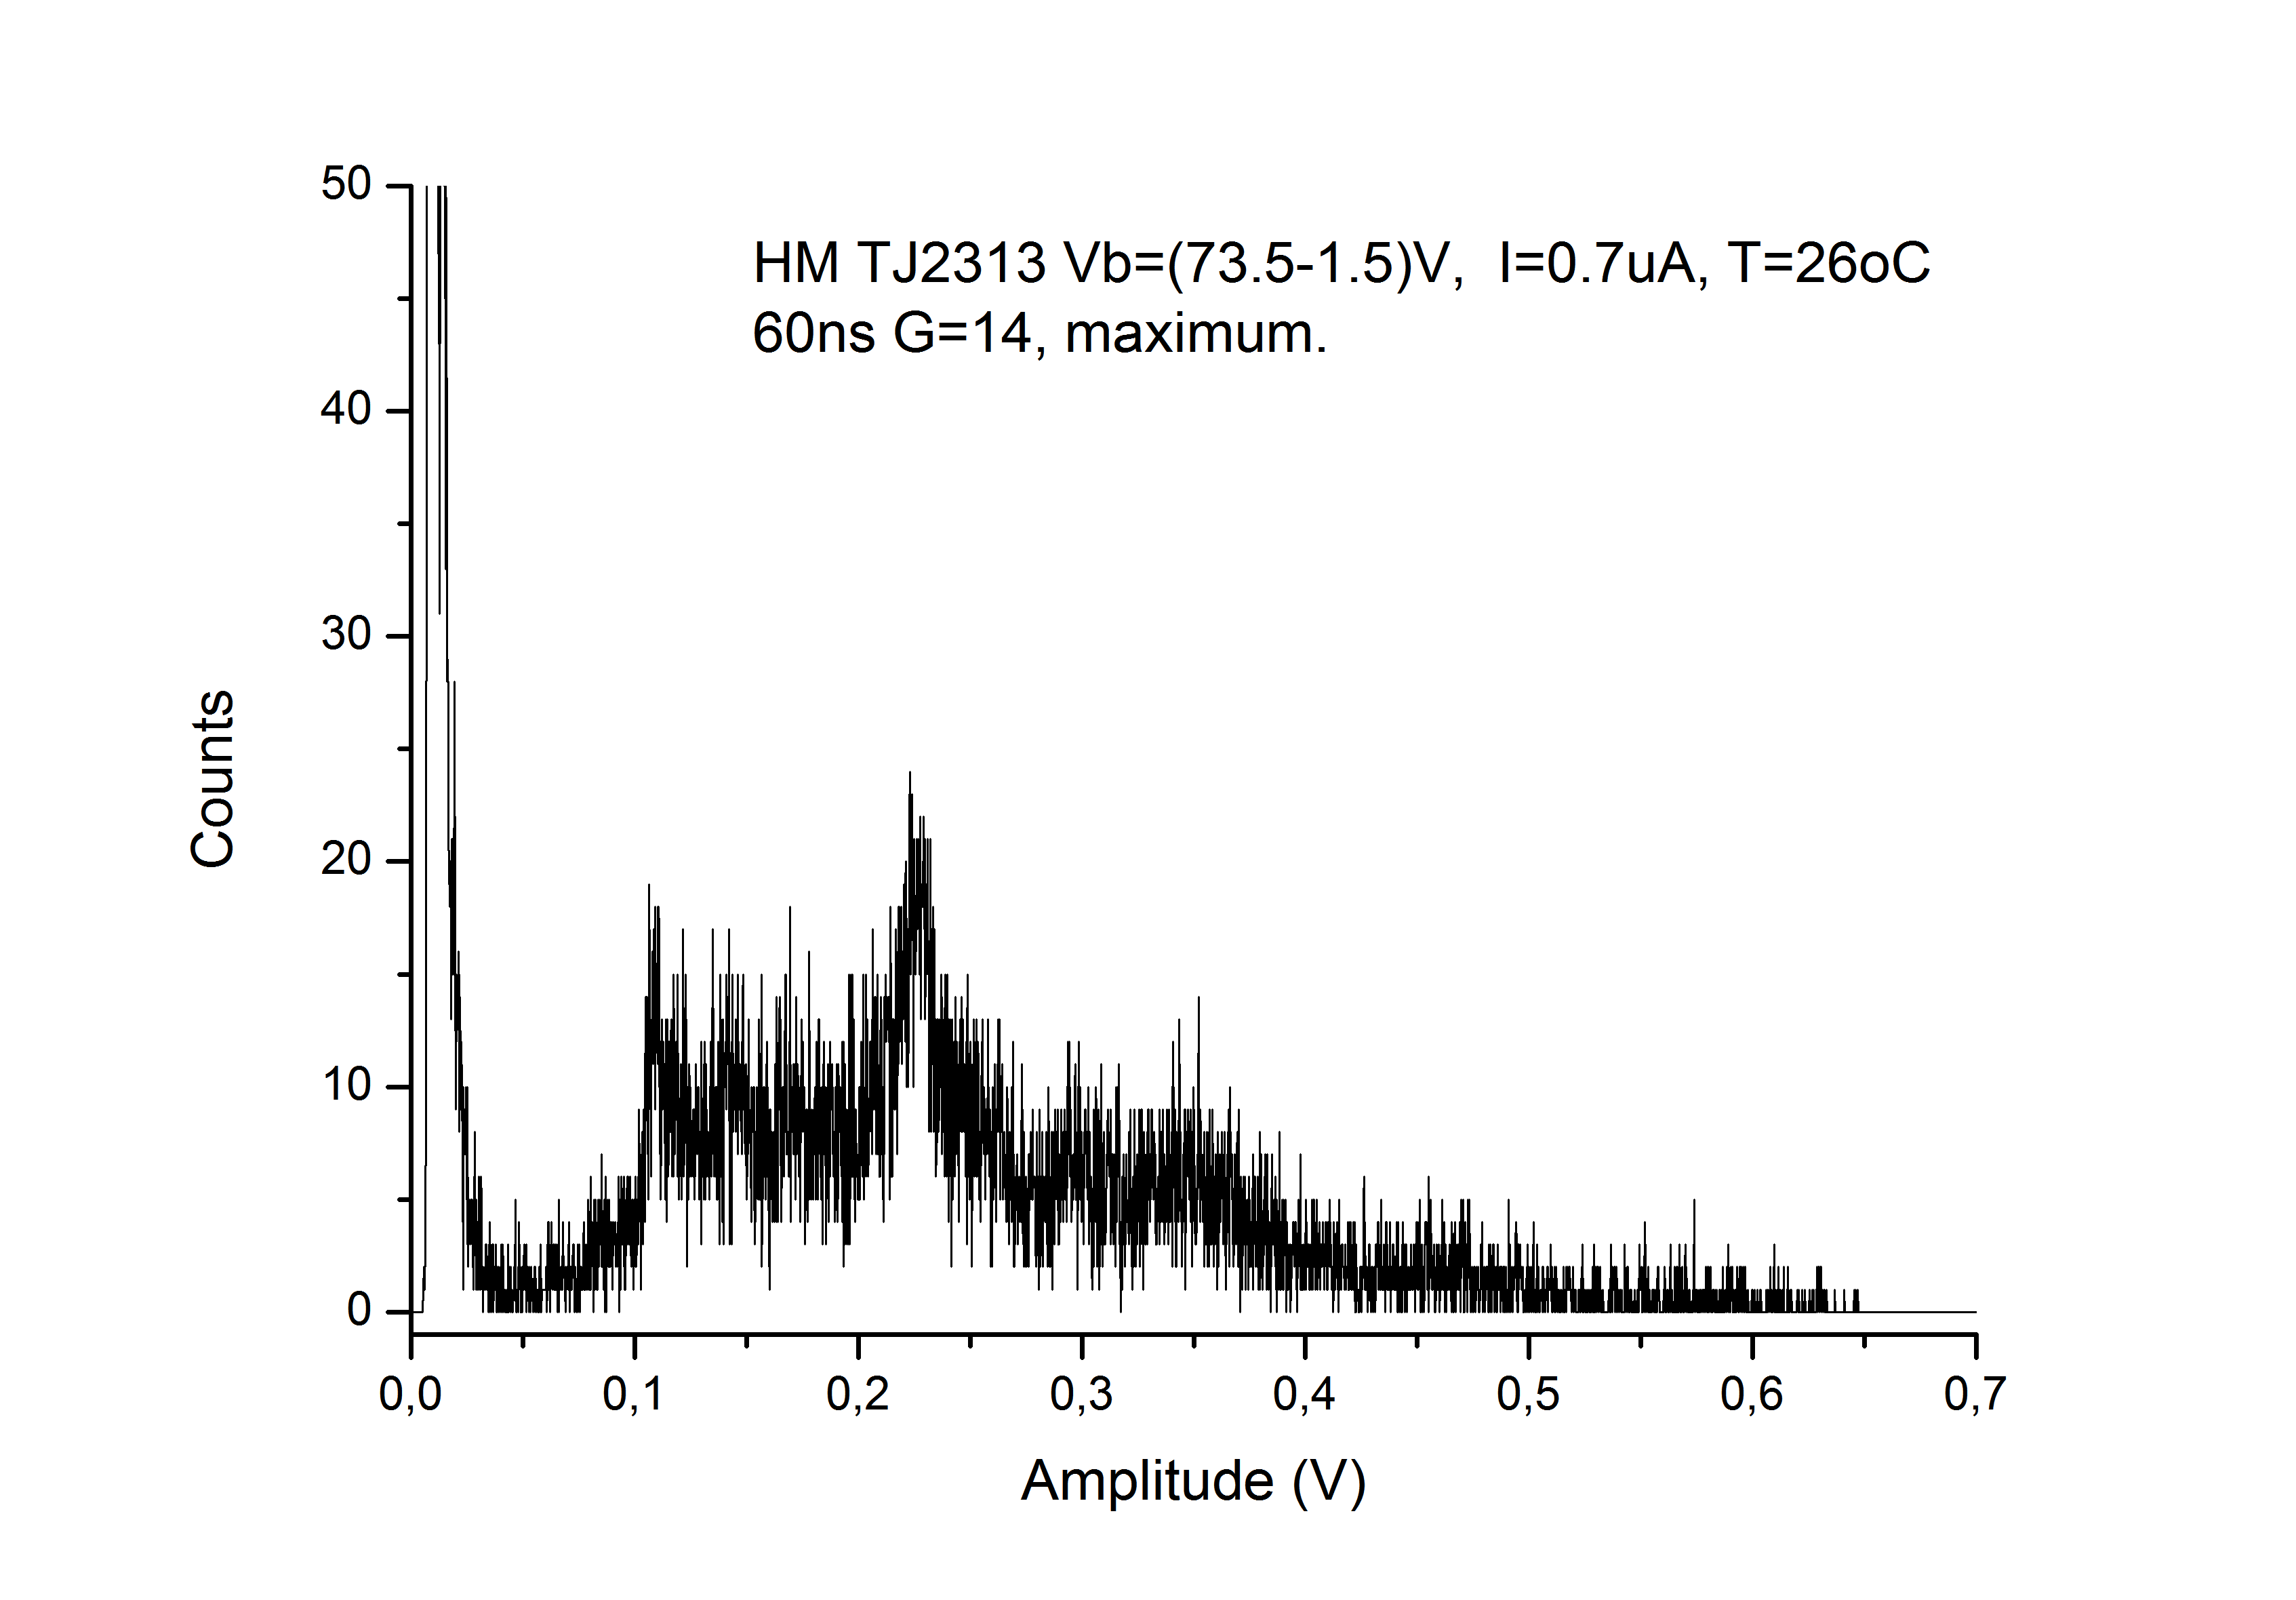 50
HM TJ2313 Vb=(73.5-1.5)V, I=0.7uA, T=26oC
60ns G=14, maximum.
40
30
Counts
20
10
0
0,0 0,1 0,2 0,3 0,4 0,5 0,6 0,7
Amplitude (V)